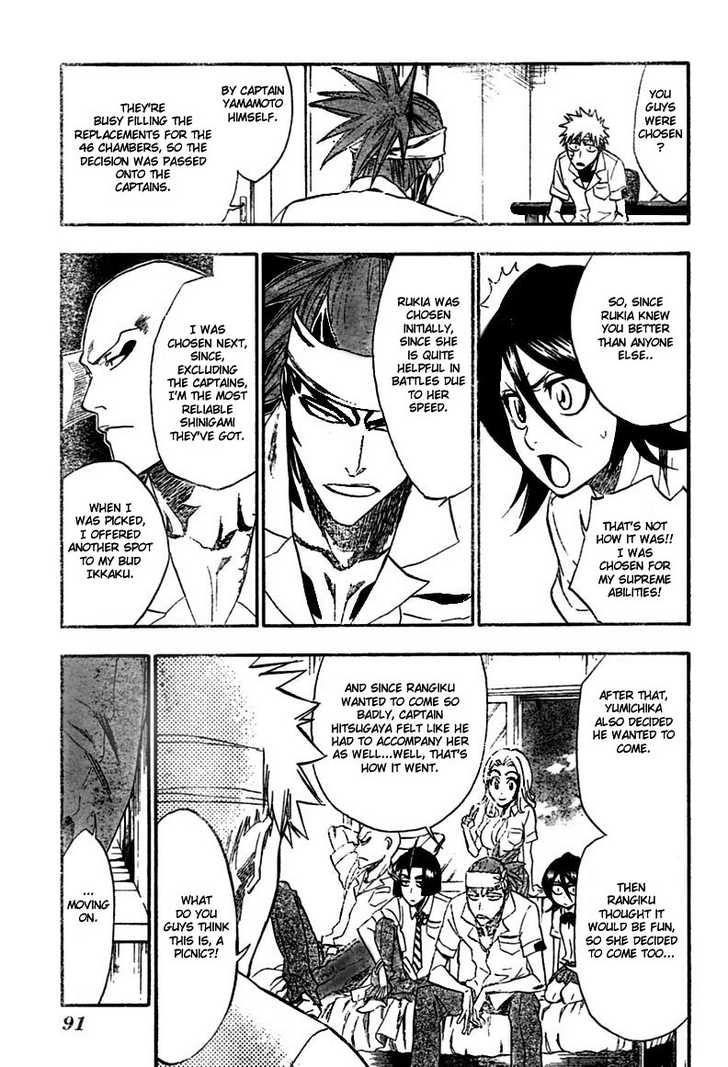 YOU
GUYS
WERE
CHOSEN
?
BY CAPTAIN
YAMAMOTO
HIMSELF.
THEY'RE
BUSY FILLING THE
REPLACEMENTS FOR THE
46 CHAMBERS, SO THE
DECISION WAS PASSED
ONTO THE
CAPTAINS.
SO, SINCE
RUKIA KNEW
YOU BETTER
THAN ANYONE
ELSE..
THAT'S NOT
HOW IT WAS!!
I WAS
CHOSEN FOR
MY SUPREME
ABILITIES!
RUKIA WAS
CHOSEN
INITIALLY,
SINCE SHE
IS QUITE
HELPFUL IN
BATTLES DUE
TO HER
SPEED.
I WAS
CHOSEN NEXT,
SINCE,
EXCLUDING
THE CAPTAINS,
I'M THE MOST
RELIABLE
SHINIGAMI
THEY'VE GOT.
WHEN I
WAS PICKED,
I OFFERED
ANOTHER SPOT
TO MY BUD
IKKAKU.
AFTER THAT,
YUMICHIKA
ALSO DECIDED
HE WANTED TO
COME.
THEN
RANGIKU
THOUGHT IT
WOULD BE FUN,
SO SHE DECIDED
TO COME TOO...
AND SINCE RANGIKU
WANTED TO COME SO
BADLY, CAPTAIN
HITSUGAYA FELT LIKE HE
HAD TO ACCOMPANY HER
AS WELL...WELL, THAT'S
HOW IT WENT.
WHAT
DO YOU
GUYS THINK
THIS IS, A
PICNIC?!
...
MOVING
ON.
91